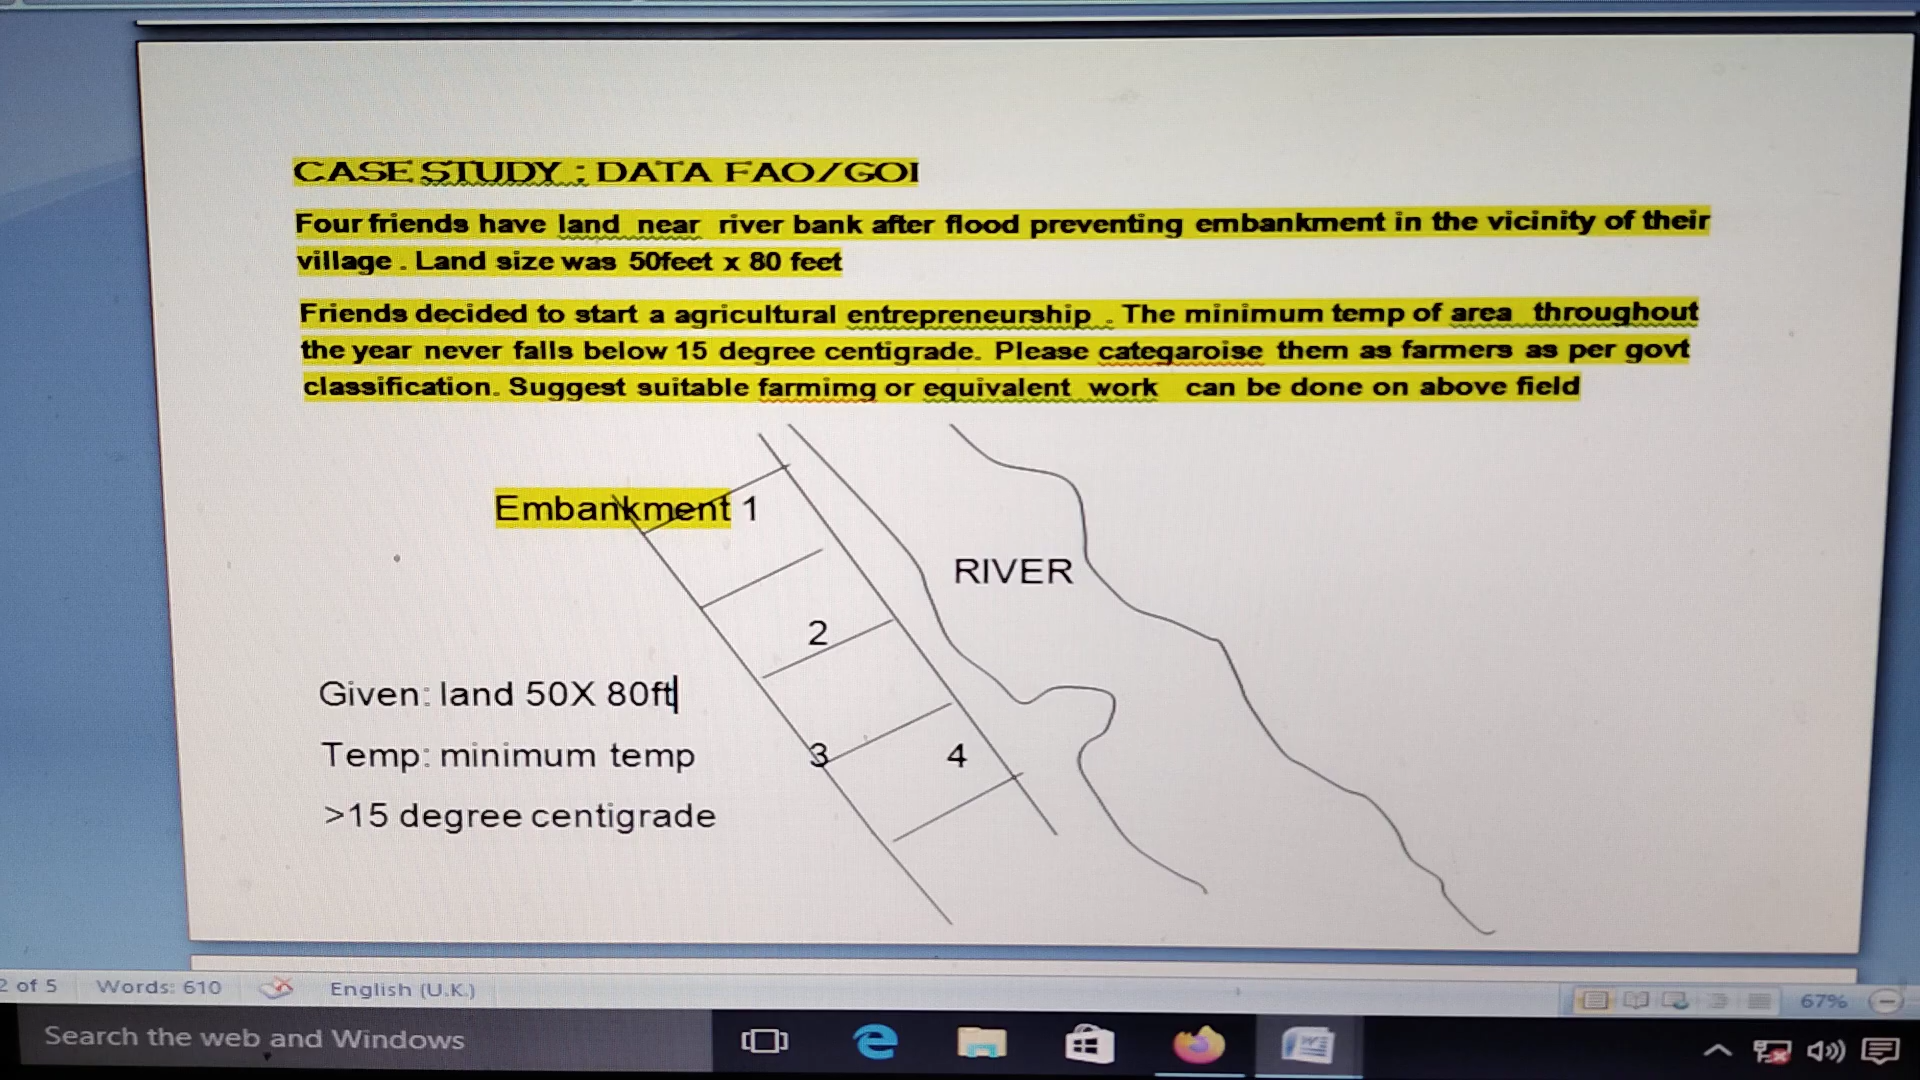 CASE STUDY : DATA FAO/GOI
Four friends have land near river bank after flood preventing embankment in the vicinity of their
village . Land size was 50feet x 80 feet
Friends decided to start a agricultural entrepreneurship . The minimum temp of area throughout
the year never falls below 15 degree centigrade. Please categaroise them as farmers as per govt
classification. Suggest suitable farmimg or equivalent work can be done on above field
Embankment 1
RIVER
2
Given: land 50X 80ft
Temp: minimum temp
3
4
>15 degree centigrade
2 of 5 Words: 610 English (U.K.) 67%
Search the web and Windows